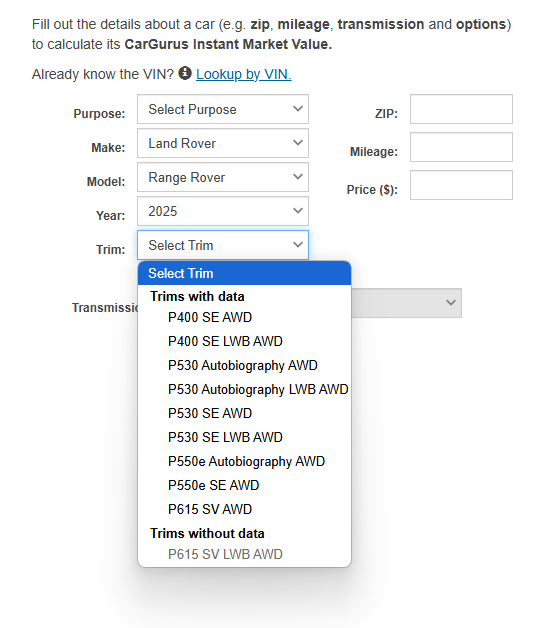 Fill out the details about a car (e.g. zip, mileage, transmission and options)
to calculate its CarGurus Instant Market Value.
Already know the VIN? Lookup by VIN.
Purpose: Select Purpose
ZIP:
Make: Land Rover
Mileage:
Model: Range Rover
Price ($):
Year: 2025
Trim: Select Trim
Select Trim
Trims with data
Transmissi
P400 SE AWD
P400 SE LWB AWD
P530 Autobiography AWD
P530 Autobiography LWB AWD
P530 SE AWD
P530 SE LWB AWD
P550e Autobiography AWD
P550e SE AWD
P615 SV AWD
Trims without data
P615 SV LWB AWD